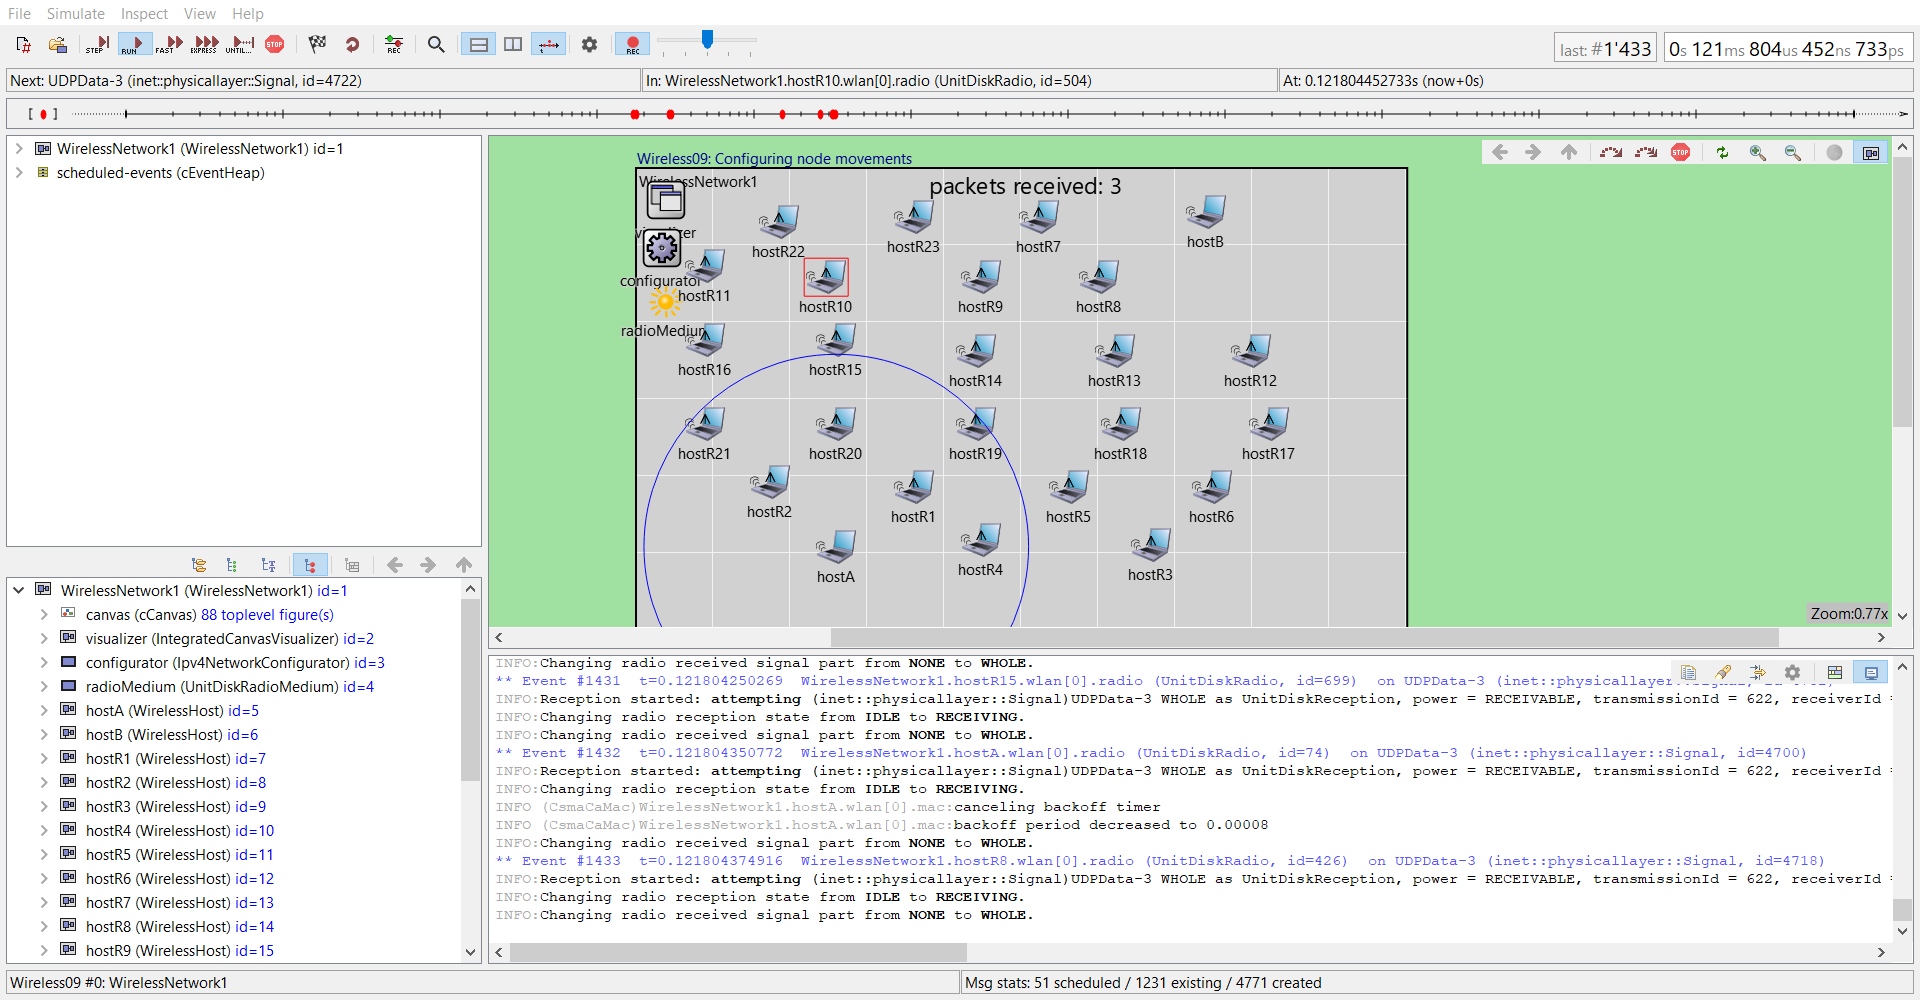 File Simulate Inspect View Help
STEP RUN FAST EXPRESS UNTIL... STOP REC REC
last: #1'433 0s 121ms 804us 452ns 733ps
Next: UDPData-3 (inet::physicallayer::Signal, id=4722) In: WirelessNetwork1.hostR10.wlan[0].radio (UnitDiskRadio, id=504) At: 0.121804452733s (now+0s)
WirelessNetwork1 (WirelessNetwork1) id=1
scheduled-events (cEventHeap)
WirelessNetwork1 (WirelessNetwork1) id=1
canvas (cCanvas) 88 toplevel figure(s)
visualizer (IntegratedCanvasVisualizer) id=2
configurator (Ipv4NetworkConfigurator) id=3
radioMedium (UnitDiskRadioMedium) id=4
hostA (WirelessHost) id=5
hostB (WirelessHost) id=6
hostR1 (WirelessHost) id=7
hostR2 (WirelessHost) id=8
hostR3 (WirelessHost) id=9
hostR4 (WirelessHost) id=10
hostR5 (WirelessHost) id=11
hostR6 (WirelessHost) id=12
hostR7 (WirelessHost) id=13
hostR8 (WirelessHost) id=14
hostR9 (WirelessHost) id=15
Wireless09: Configuring node movements
STOP
WirelessNetwork1
packets received: 3
visualizer
hostR22 hostR23 hostR7 hostB
configurator
hostR11 hostR10 hostR9 hostR8
radioMedium
hostR16 hostR15 hostR14 hostR13 hostR12
hostR21 hostR20 hostR19 hostR18 hostR17
hostR2 hostR1 hostR5 hostR6
hostA hostR4 hostR3
Zoom:0.77x
INFO:Changing radio received signal part from NONE to WHOLE.
** Event #1431 t=0.121804250269 WirelessNetwork1.hostR15.wlan[0].radio (UnitDiskRadio, id=699) on UDPData-3 (inet::physicallayer::Signal,
INFO:Reception started: attempting (inet::physicallayer::Signal)UDPData-3 WHOLE as UnitDiskReception, power = RECEIVABLE, transmissionId = 622, receiverId
INFO:Changing radio reception state from IDLE to RECEIVING.
INFO:Changing radio received signal part from NONE to WHOLE.
** Event #1432 t=0.121804350772 WirelessNetwork1.hostA.wlan[0].radio (UnitDiskRadio, id=74) on UDPData-3 (inet::physicallayer::Signal, id=4700)
INFO:Reception started: attempting (inet::physicallayer::Signal)UDPData-3 WHOLE as UnitDiskReception, power = RECEIVABLE, transmissionId = 622, receiverId =
INFO:Changing radio reception state from IDLE to RECEIVING.
INFO (CsmaCaMac)WirelessNetwork1.hostA.wlan[0].mac:canceling backoff timer
INFO (CsmaCaMac)WirelessNetwork1.hostA.wlan[0].mac:backoff period decreased to 0.00008
INFO:Changing radio received signal part from NONE to WHOLE.
** Event #1433 t=0.121804374916 WirelessNetwork1.hostR8.wlan[0].radio (UnitDiskRadio, id=426) on UDPData-3 (inet::physicallayer::Signal, id=4718)
INFO:Reception started: attempting (inet::physicallayer::Signal)UDPData-3 WHOLE as UnitDiskReception, power = RECEIVABLE, transmissionId = 622, receiverId =
INFO:Changing radio reception state from IDLE to RECEIVING.
INFO:Changing radio received signal part from NONE to WHOLE.
Wireless09 #0: WirelessNetwork1 Msg stats: 51 scheduled / 1231 existing / 4771 created